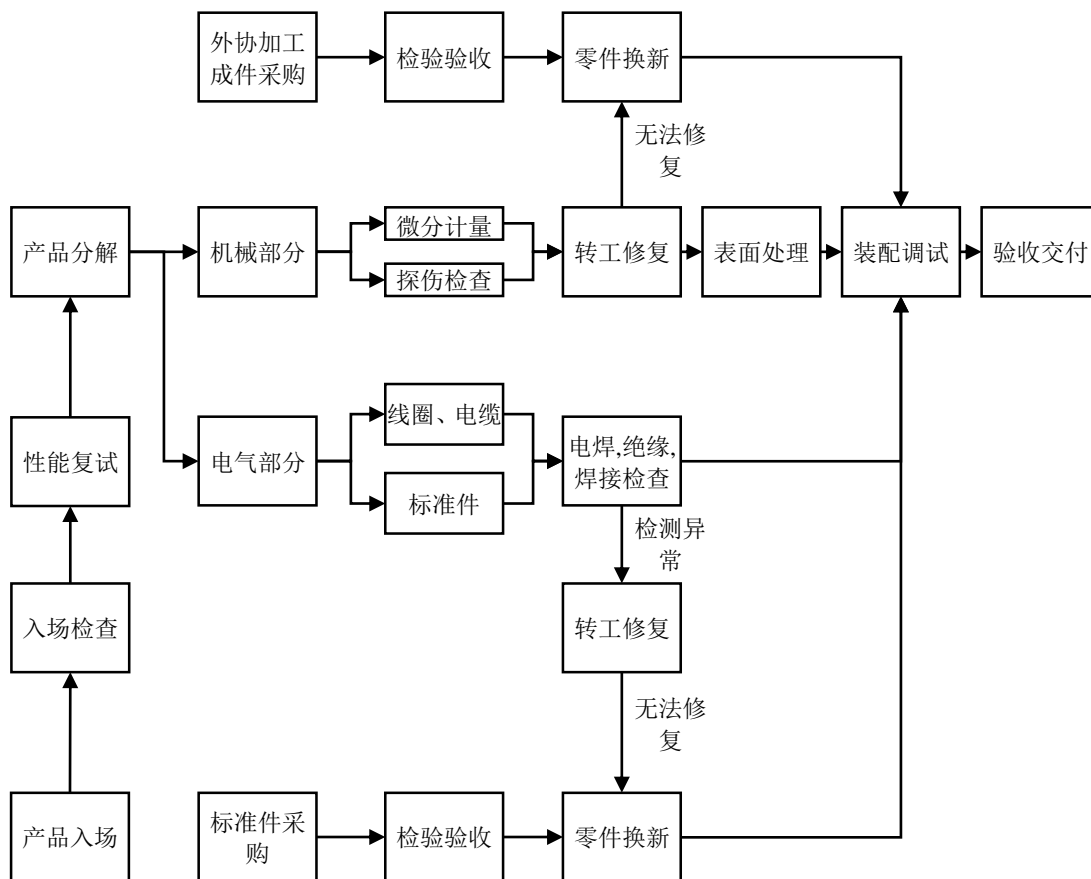 外协加工
成件采购
检验验收
零件换新
无法修
复
产品分解
机械部分
微分计量
探伤检查
转工修复
表面处理
装配调试
验收交付
性能复试
电气部分
线圈、电缆
标准件
电焊,绝缘,
焊接检查
检测异
常
入场检查
转工修复
无法修
复
产品入场
标准件采
购
检验验收
零件换新